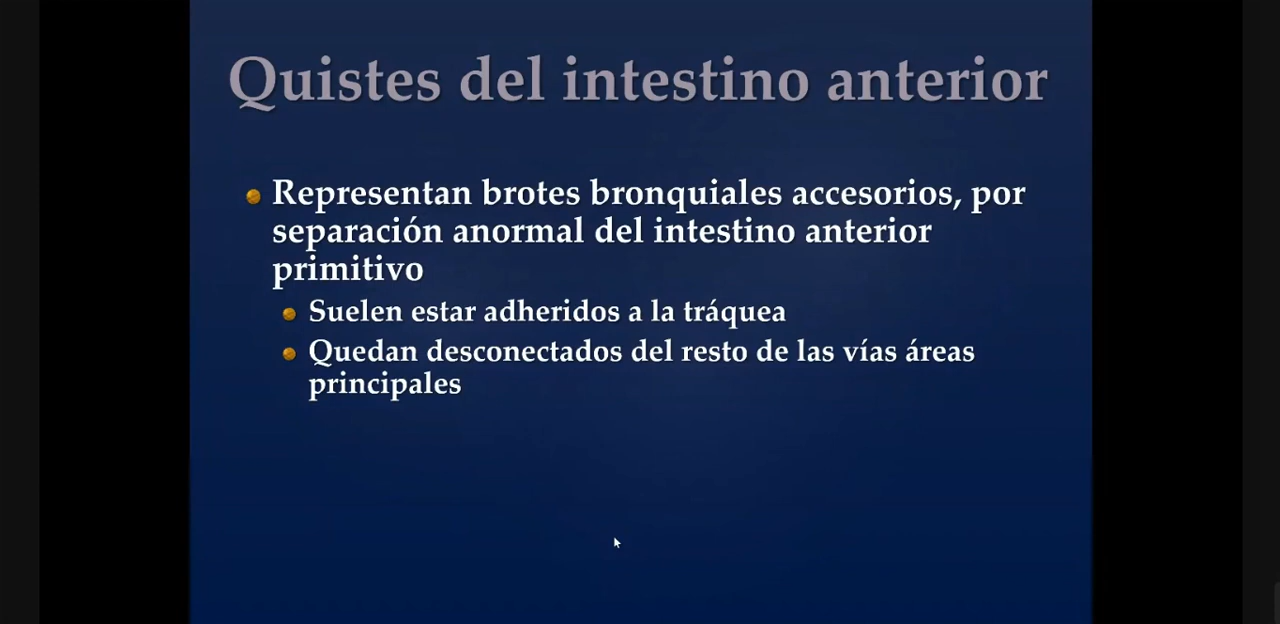 Quistes del intestino anterior
Representan brotes bronquiales accesorios, por
separación anormal del intestino anterior
primitivo
Suelen estar adheridos a la tráquea
Quedan desconectados del resto de las vías áreas
principales